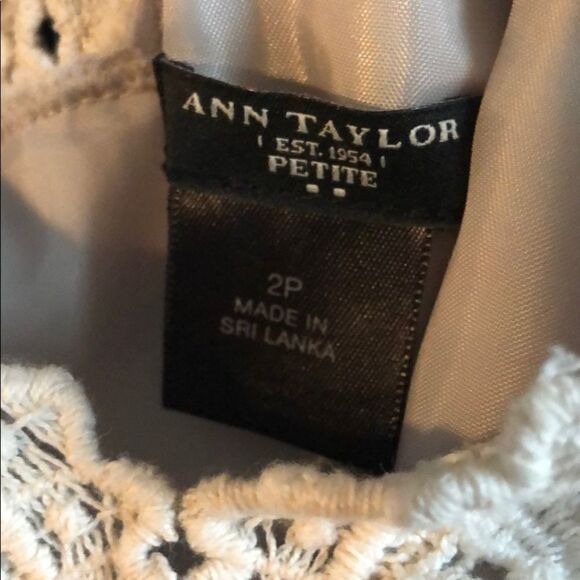 ANN TAYLOR
EST. 1954
PETITE
2P
MADE IN
SRI LANKA